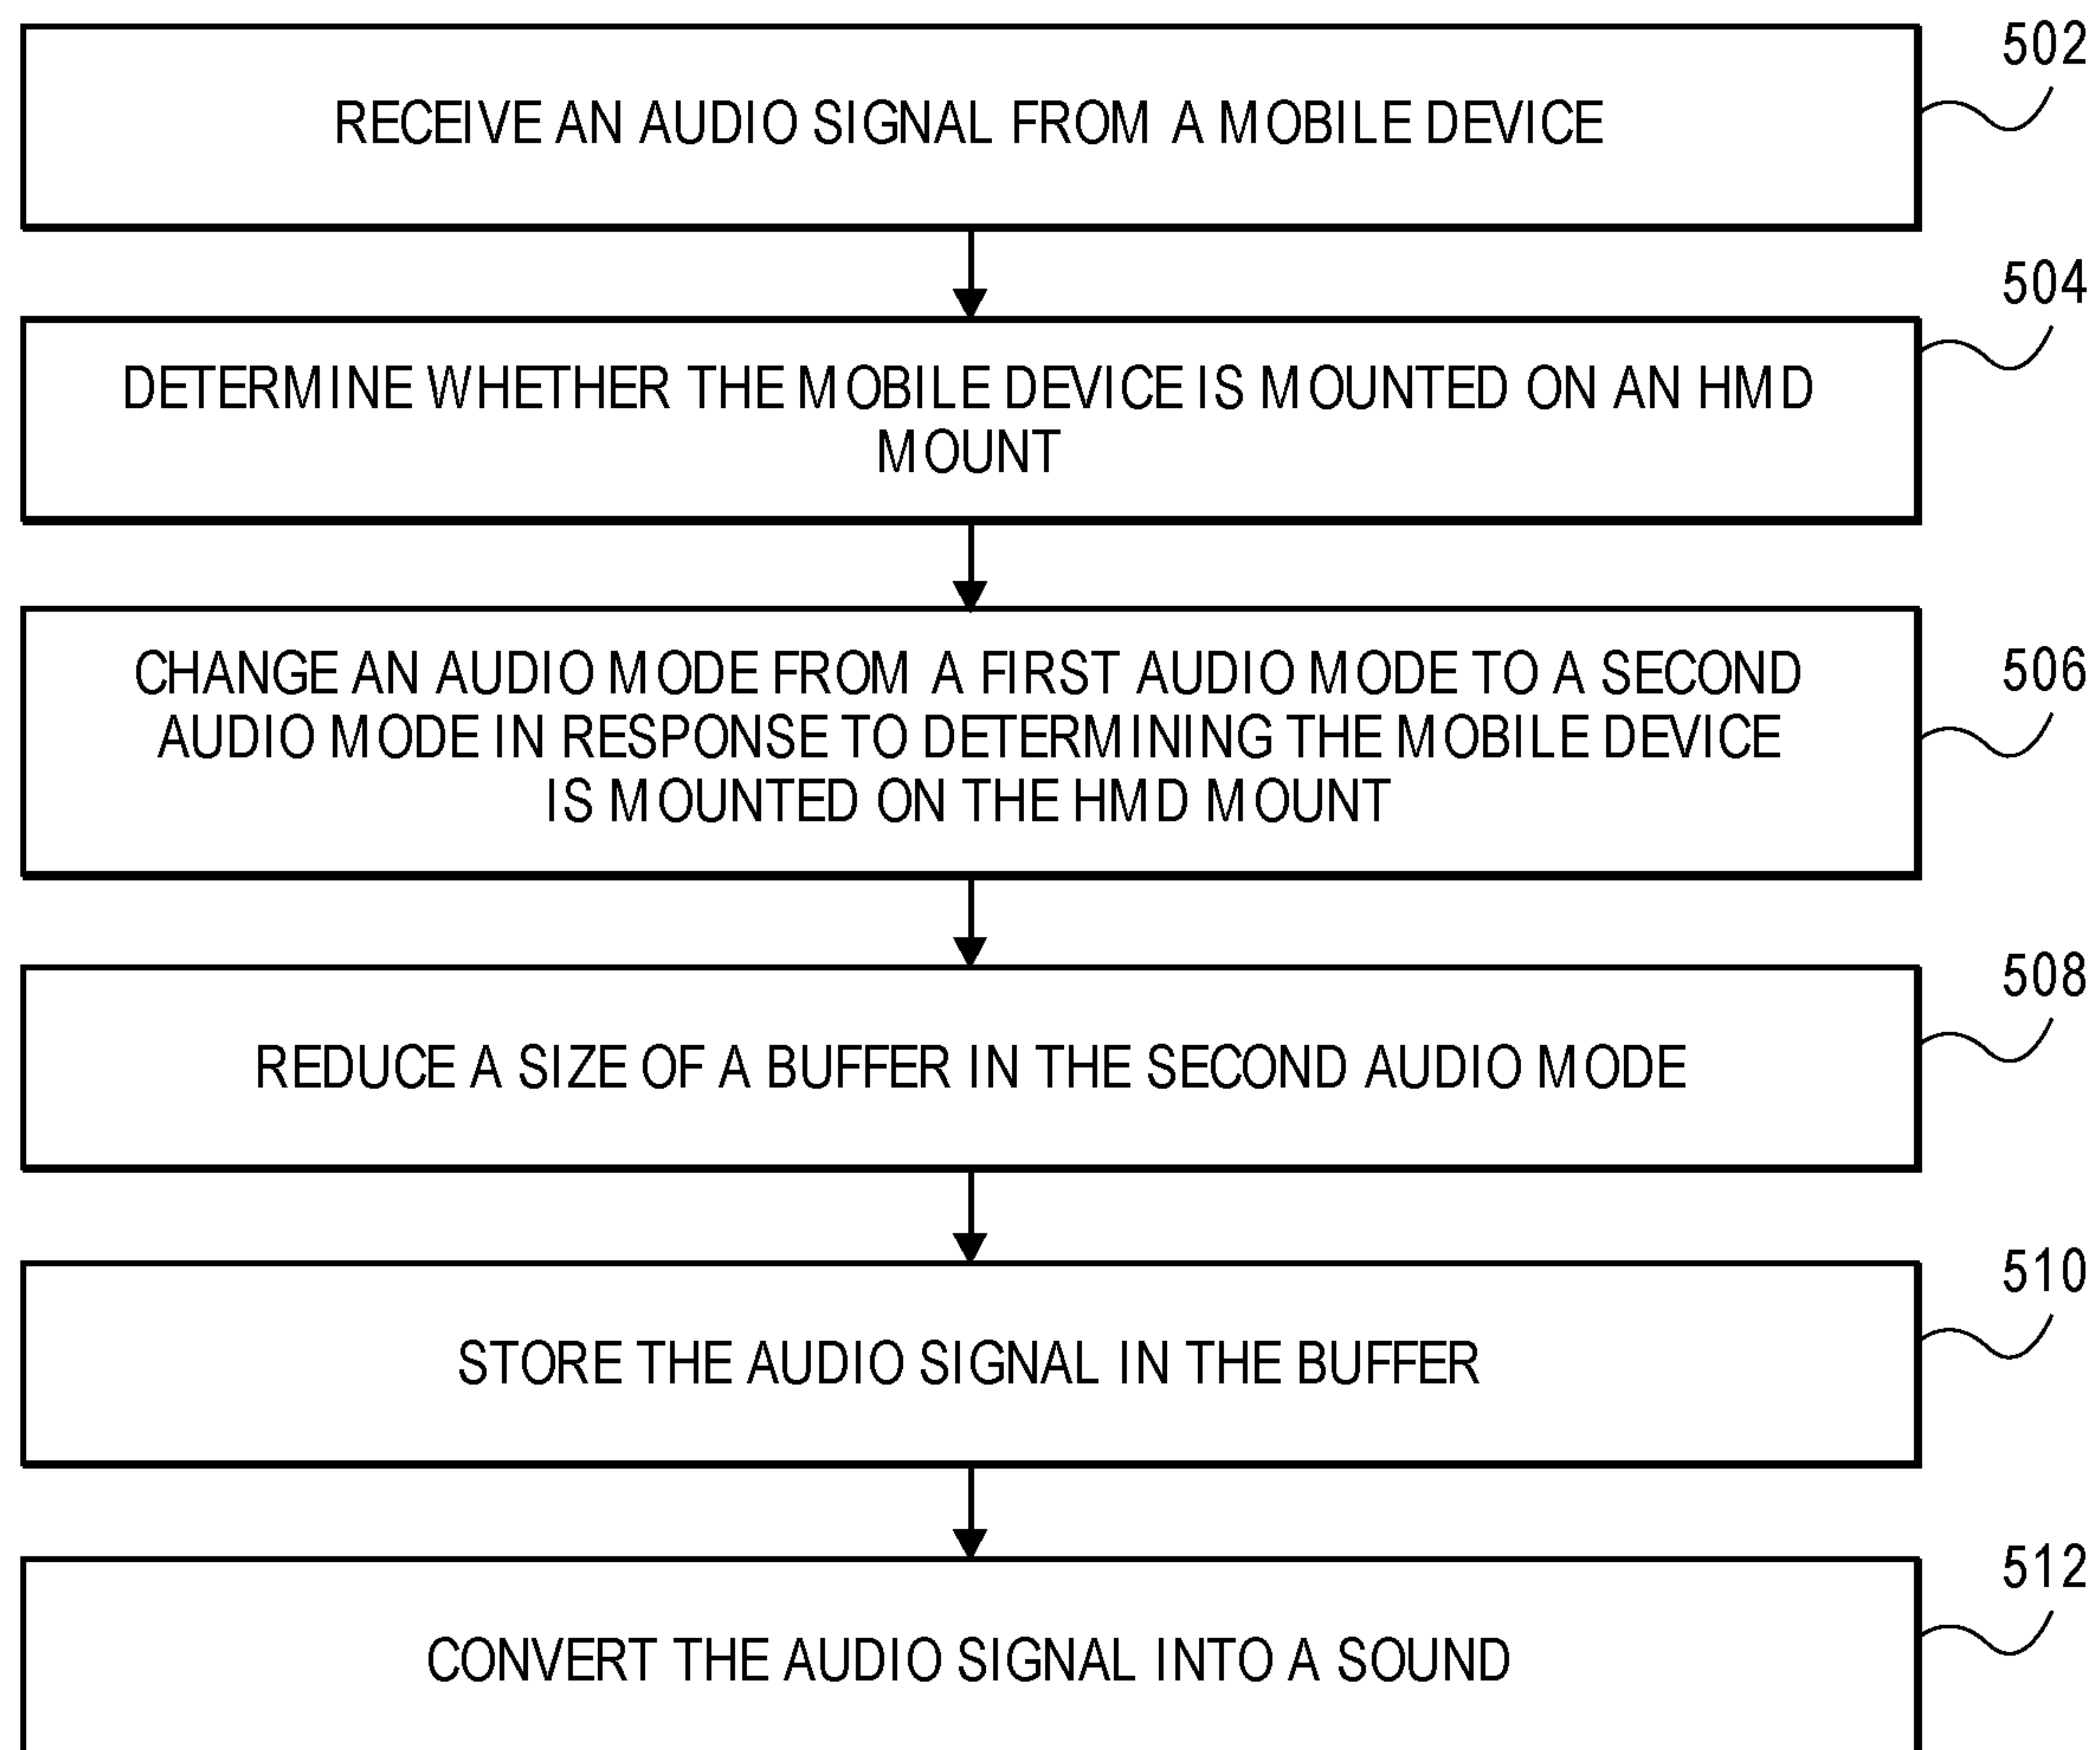 502
RECEIVE AN AUDIO SIGNAL FROM A MOBILE DEVICE
504
DETERMINE WHETHER THE MOBILE DEVICE IS MOUNTED ON AN HMD
MOUNT
506
CHANGE AN AUDIO MODE FROM A FIRST AUDIO MODE TO A SECOND
AUDIO MODE IN RESPONSE TO DETERMINING THE MOBILE DEVICE
IS MOUNTED ON THE HMD MOUNT
508
REDUCE A SIZE OF A BUFFER IN THE SECOND AUDIO MODE
510
STORE THE AUDIO SIGNAL IN THE BUFFER
512
CONVERT THE AUDIO SIGNAL INTO A SOUND